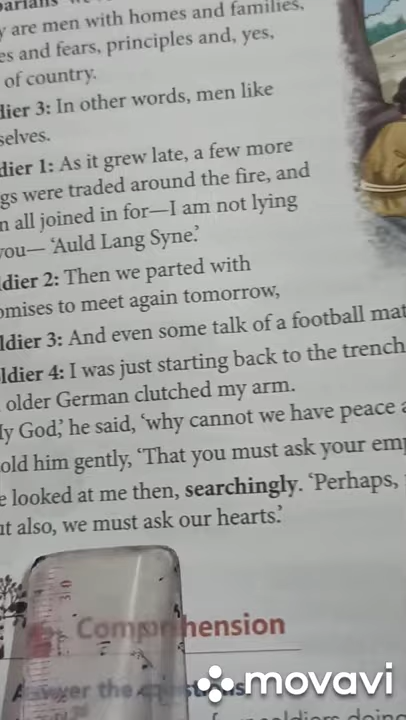 y are men with homes and families,
es and fears, principles and, yes,
of country.
dier 3: In other words, men like
selves.
dier 1: As it grew late, a few more
gs were traded around the fire, and
n all joined in for—I am not lying
you— ‘Auld Lang Syne.’
ldier 2: Then we parted with
omises to meet again tomorrow,
ldier 3: And even some talk of a football mat
ldier 4: I was just starting back to the trench
older German clutched my arm.
ly God,’ he said, ‘why cannot we have peace a
old him gently, ‘That you must ask your emp
e looked at me then, searchingly. ‘Perhaps,
ut also, we must ask our hearts.’
Comprehension
Answer the questions.
movavi